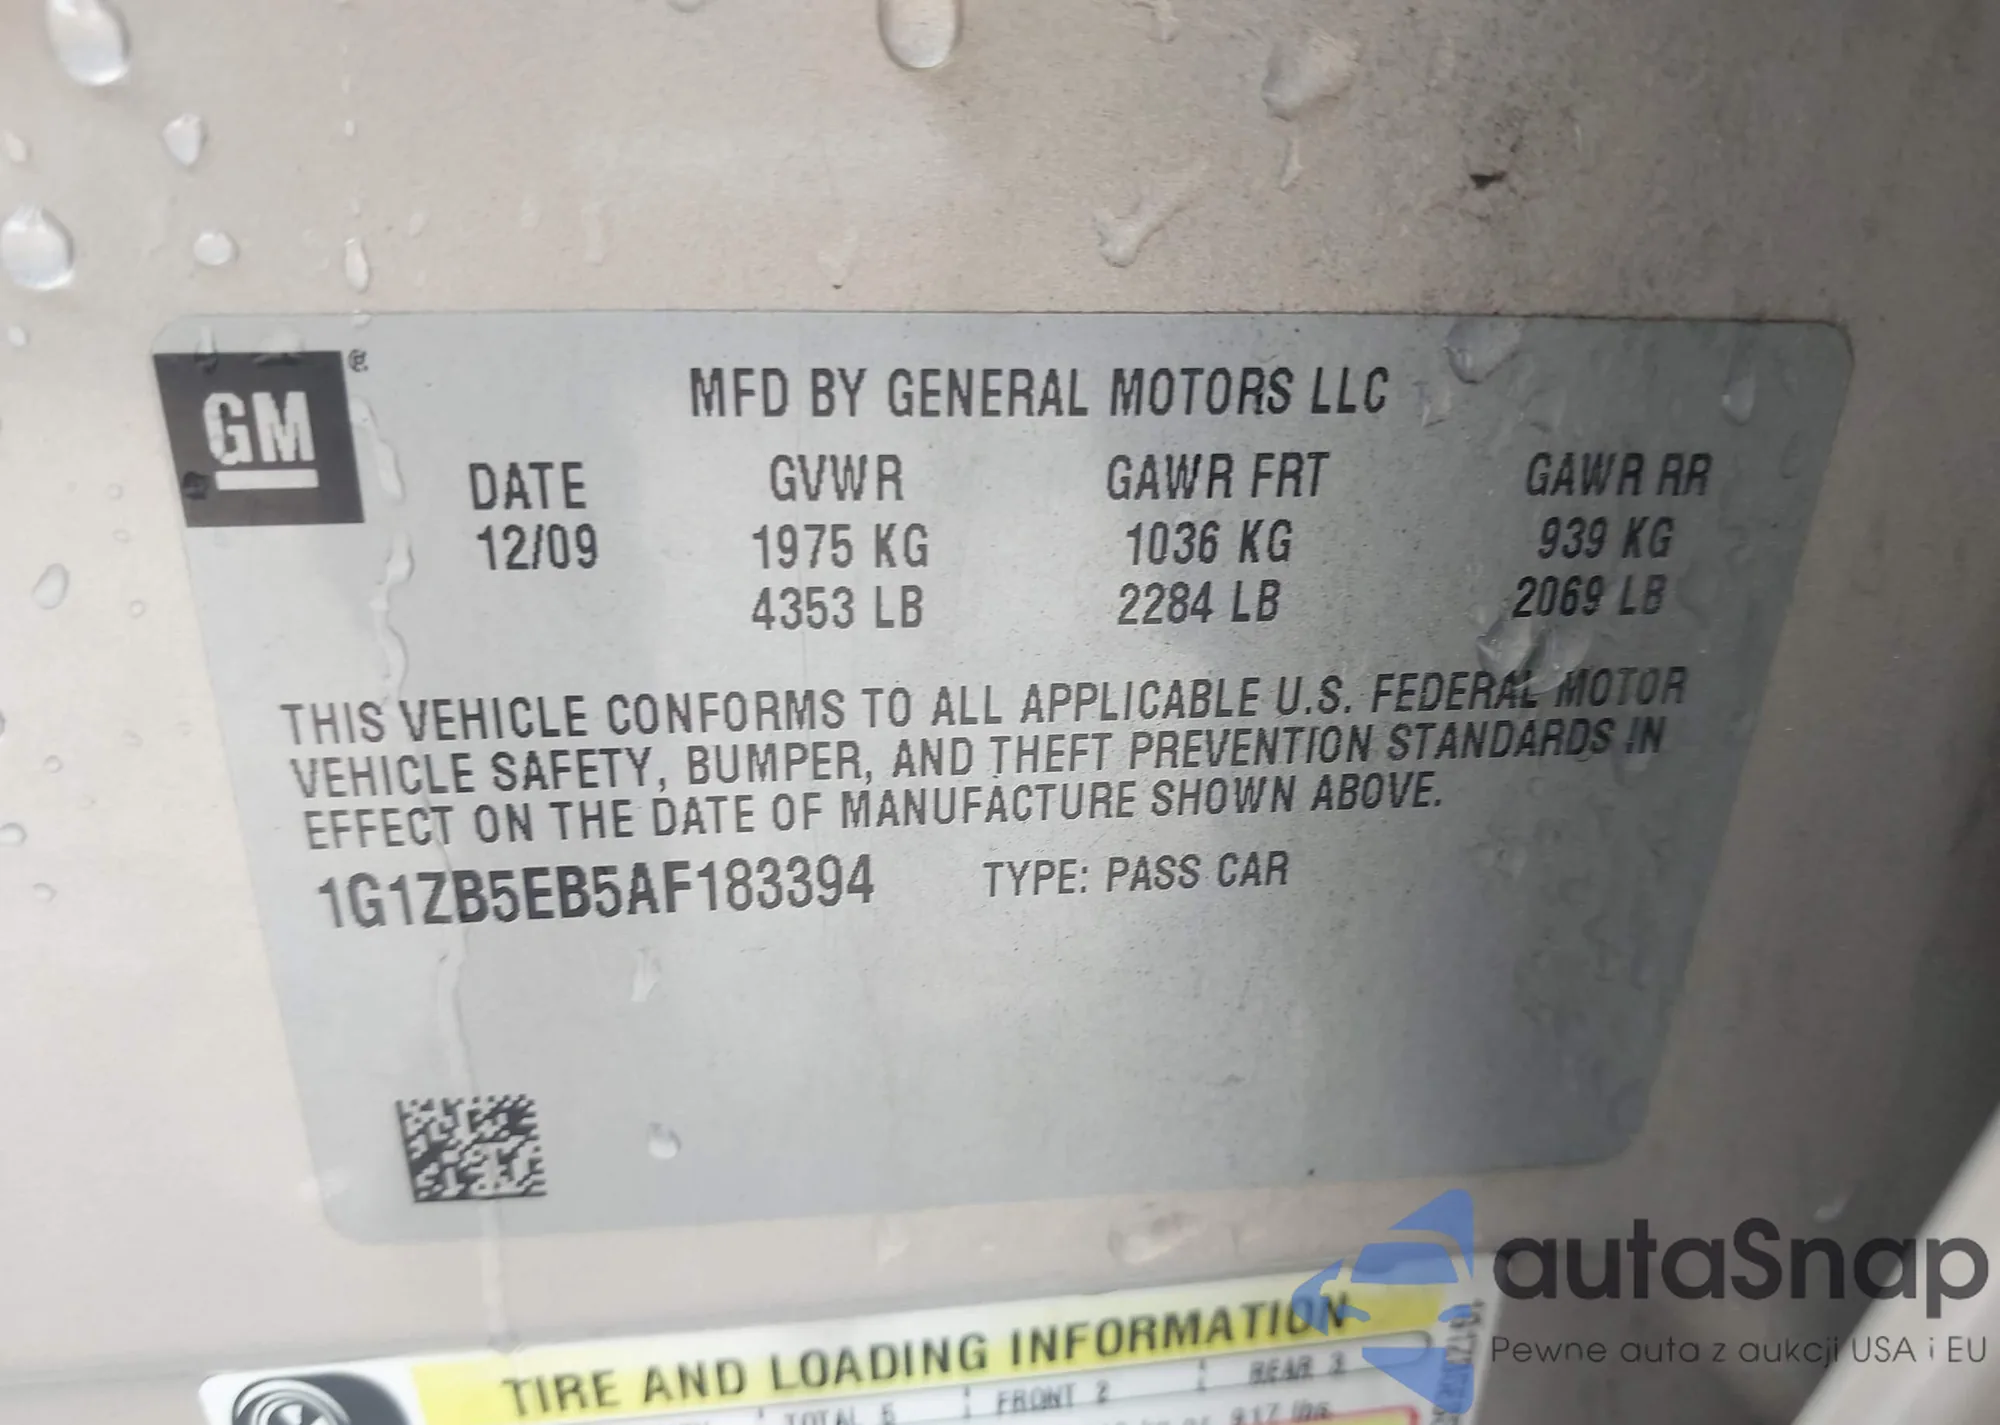 GM
®
MFD BY GENERAL MOTORS LLC
DATE GVWR GAWR FRT GAWR RR
12/09 1975 KG 1036 KG 939 KG
4353 LB 2284 LB 2069 LB
THIS VEHICLE CONFORMS TO ALL APPLICABLE U.S. FEDERAL MOTOR
VEHICLE SAFETY, BUMPER, AND THEFT PREVENTION STANDARDS IN
EFFECT ON THE DATE OF MANUFACTURE SHOWN ABOVE.
1G1ZB5EB5AF183394 TYPE: PASS CAR
autaSnap
Pewne auta z aukcji USA i EU
TIRE AND LOADING INFORMATION
TOTAL 5 FRONT 2 REAR 3
917 lbs